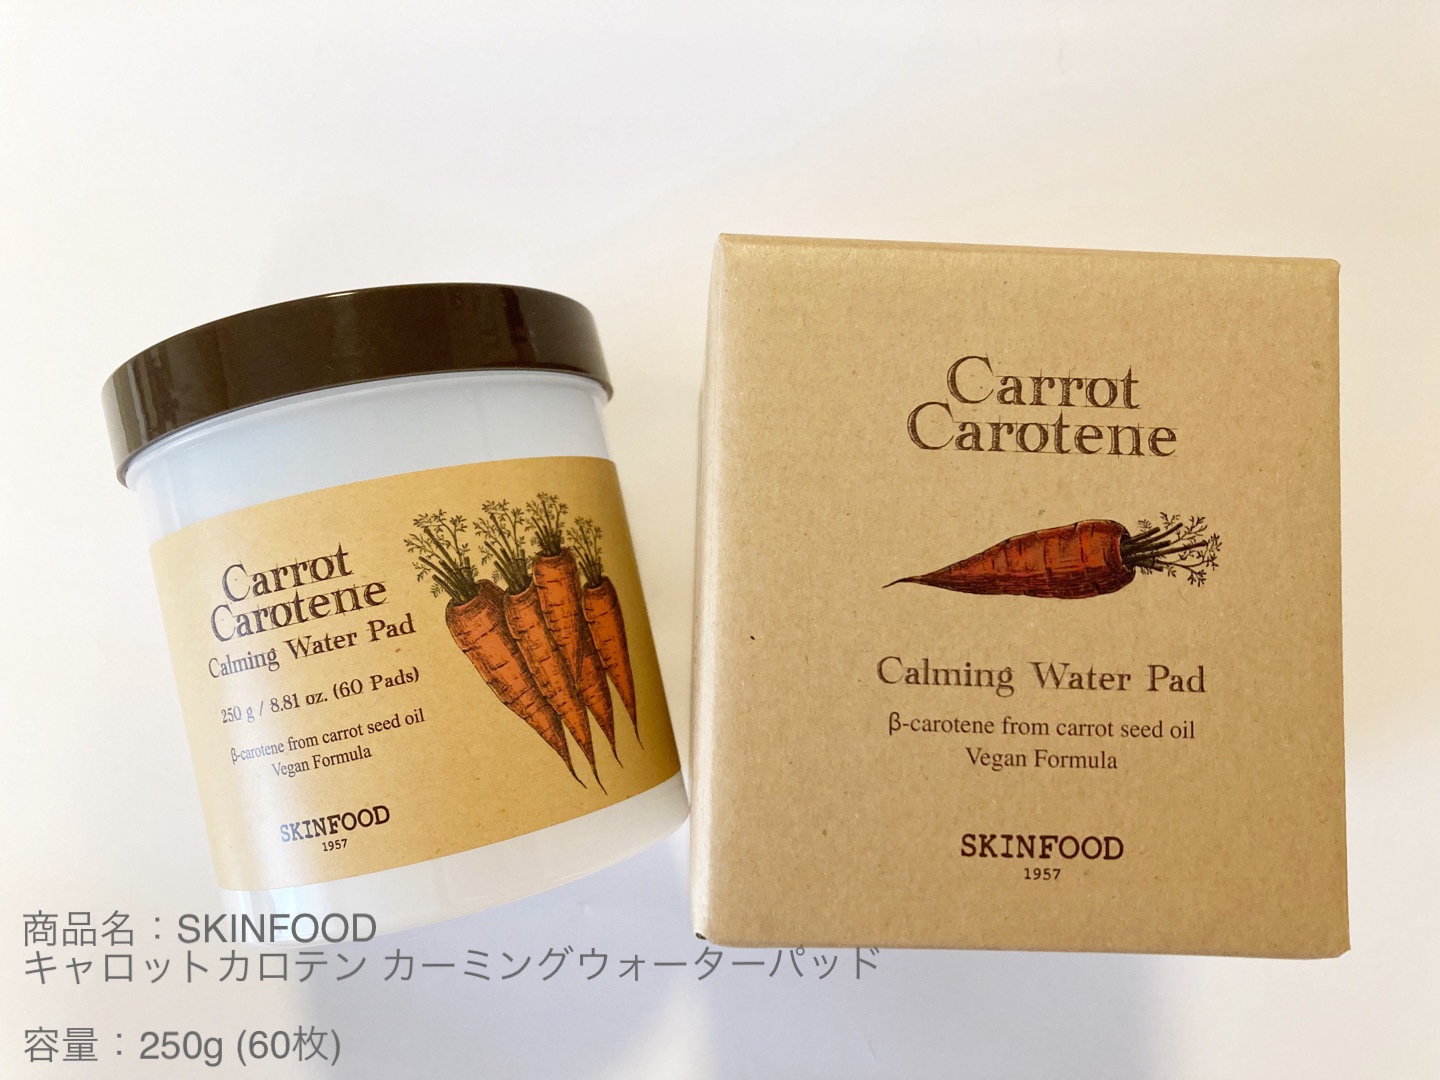 Carrot
Carotene
Calming Water Pad
250 g / 8.81 oz. (60 Pads)
β-carotene from carrot seed oil
Vegan Formula
SKINFOOD
1957
Carrot
Carotene
Calming Water Pad
β-carotene from carrot seed oil
Vegan Formula
SKINFOOD
1957
商品名：SKINFOOD
キャロットカロテン カーミングウォーターパッド
容量：250g (60枚)